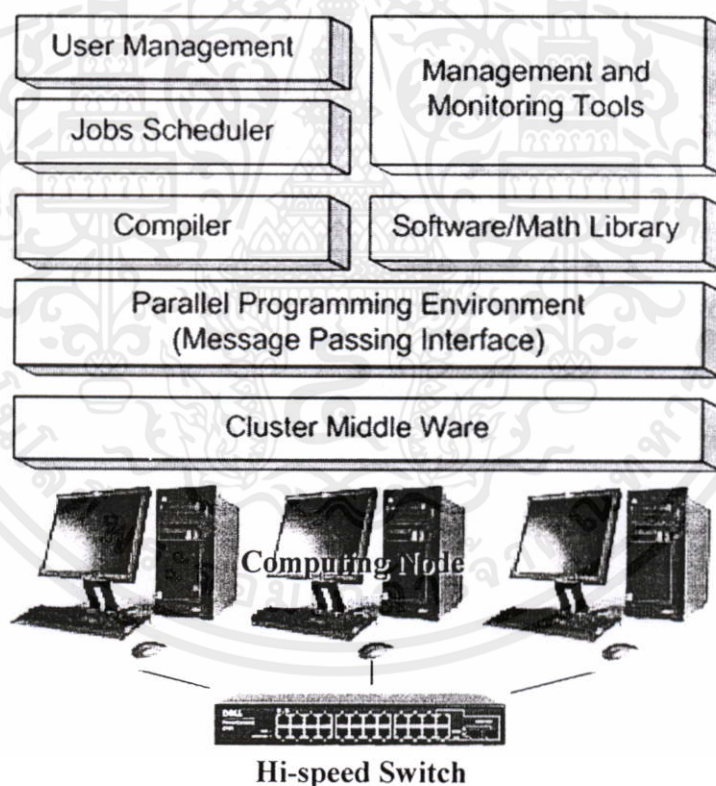 User Management
Management and
Monitoring Tools
Jobs Scheduler
Compiler
Software/Math Library
Parallel Programming Environment
(Message Passing Interface)
Cluster Middle Ware
Computing Node
DELL
Hi-speed Switch